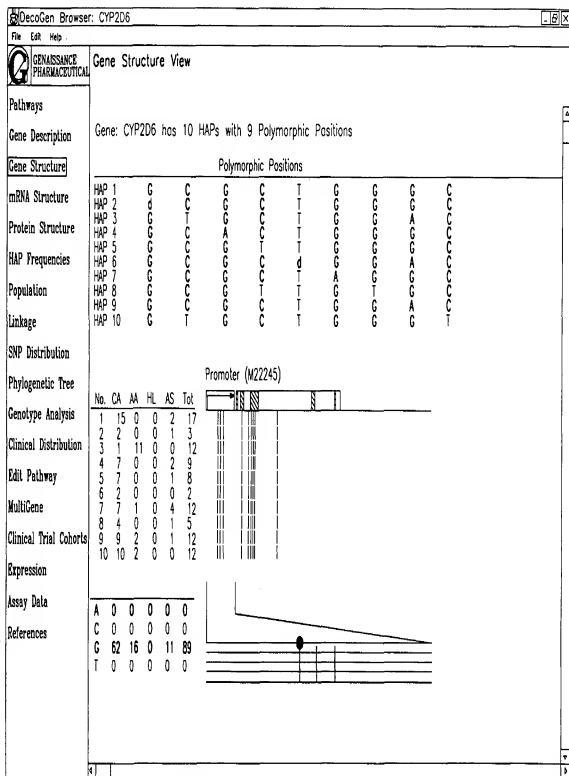 DecoGen Browser: CYP2D6
File Edit Help
GENAISSANCE
PHARMACEUTICAL
Gene Structure View
Pathways
Gene Description
Gene Structure
mRNA Structure
Protein Structure
HAP Frequencies
Population
Linkage
SNP Distribution
Phylogenetic Tree
Genotype Analysis
Clinical Distribution
Edit Pathway
MultiGene
Clinical Trial Cohorts
Expression
Assay Data
References
Gene: CYP2D6 has 10 HAPs with 9 Polymorphic Positions
Polymorphic Positions
HAP 1 G C G C T G G G C
HAP 2 d C G C T G G G C
HAP 3 G T G C T G G A C
HAP 4 G C A C T G G G C
HAP 5 G C G T T G G G C
HAP 6 G C G C d G G A C
HAP 7 G C G C T A G G C
HAP 8 G C G T T G T G C
HAP 9 G C G C T G G A C
HAP 10 G T G C T G G G T
Promoter (M22245)
No. CA AA HL AS Tot
1 15 0 0 2 17
2 2 0 0 1 3
3 1 11 0 0 12
4 7 0 0 2 9
5 7 0 0 1 8
6 2 0 0 0 2
7 7 1 0 4 12
8 4 0 0 1 5
9 9 2 0 1 12
10 10 2 0 0 12
A 0 0 0 0 0
C 0 0 0 0 0
G 62 16 0 11 89
T 0 0 0 0 0